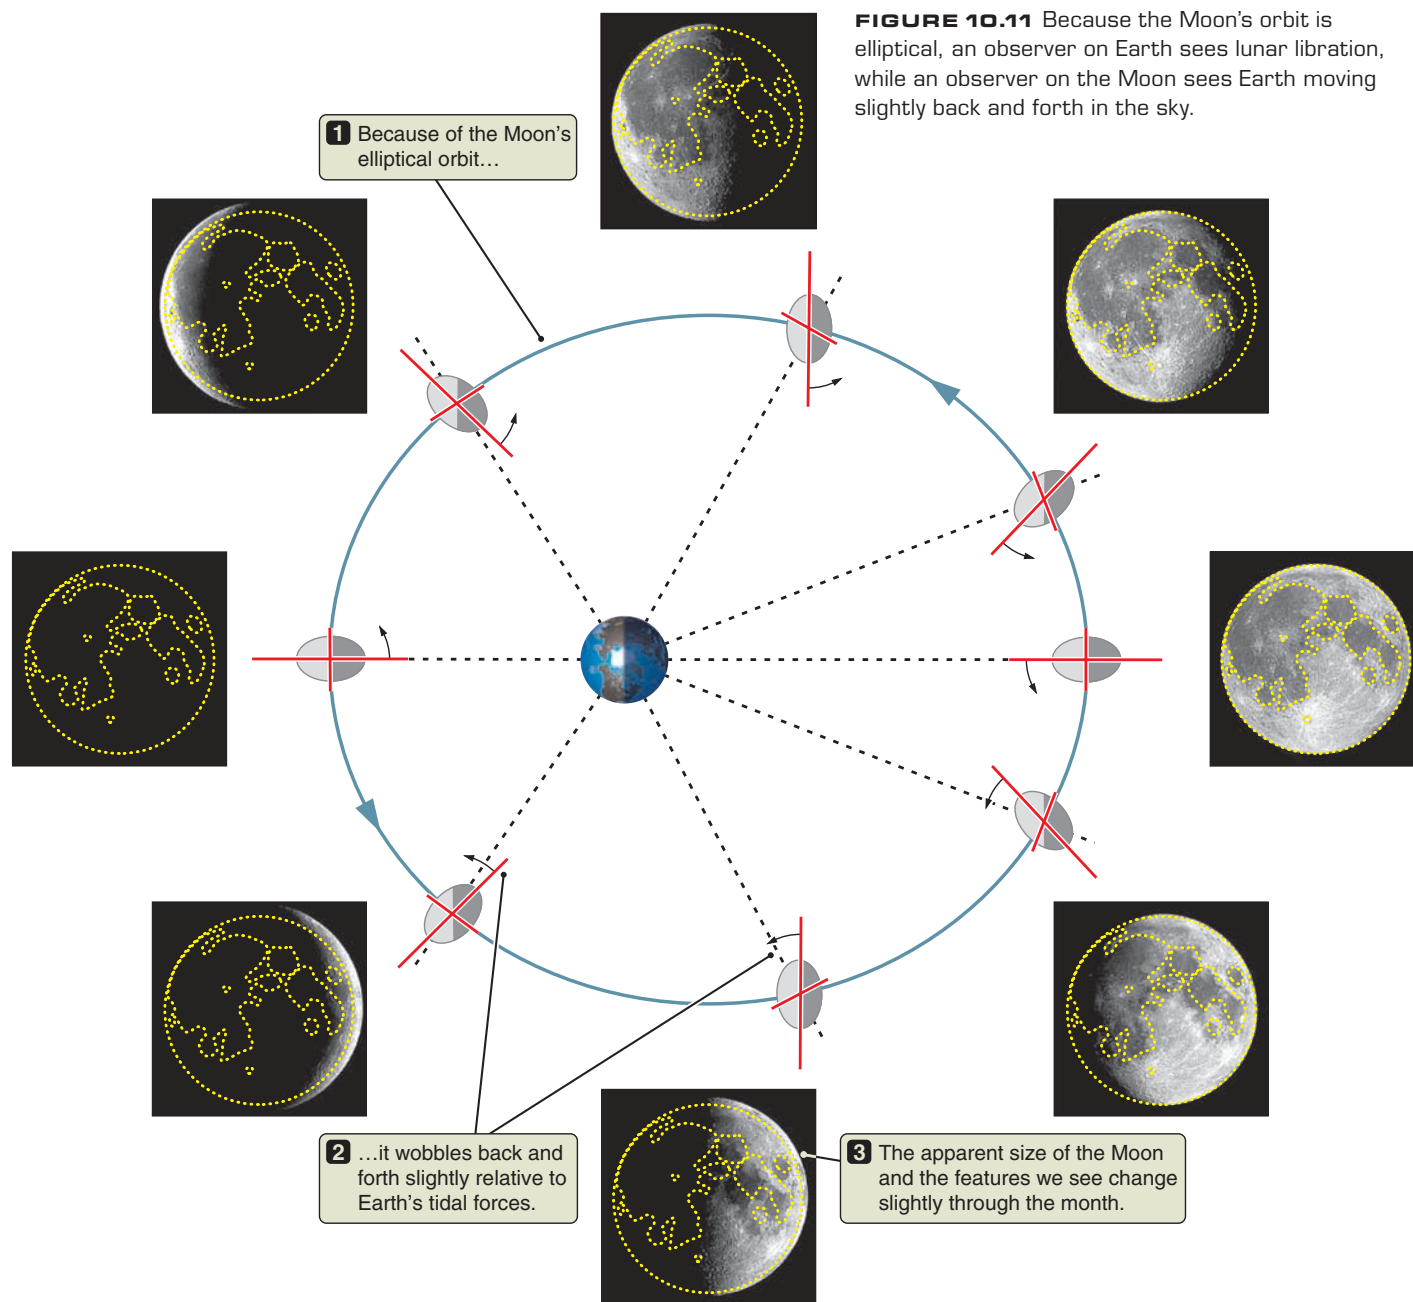 FIGURE 10.11 Because the Moon's orbit is
elliptical, an observer on Earth sees lunar libration,
while an observer on the Moon sees Earth moving
slightly back and forth in the sky.
1 Because of the Moon's
elliptical orbit…
2 …it wobbles back and
forth slightly relative to
Earth's tidal forces.
3 The apparent size of the Moon
and the features we see change
slightly through the month.